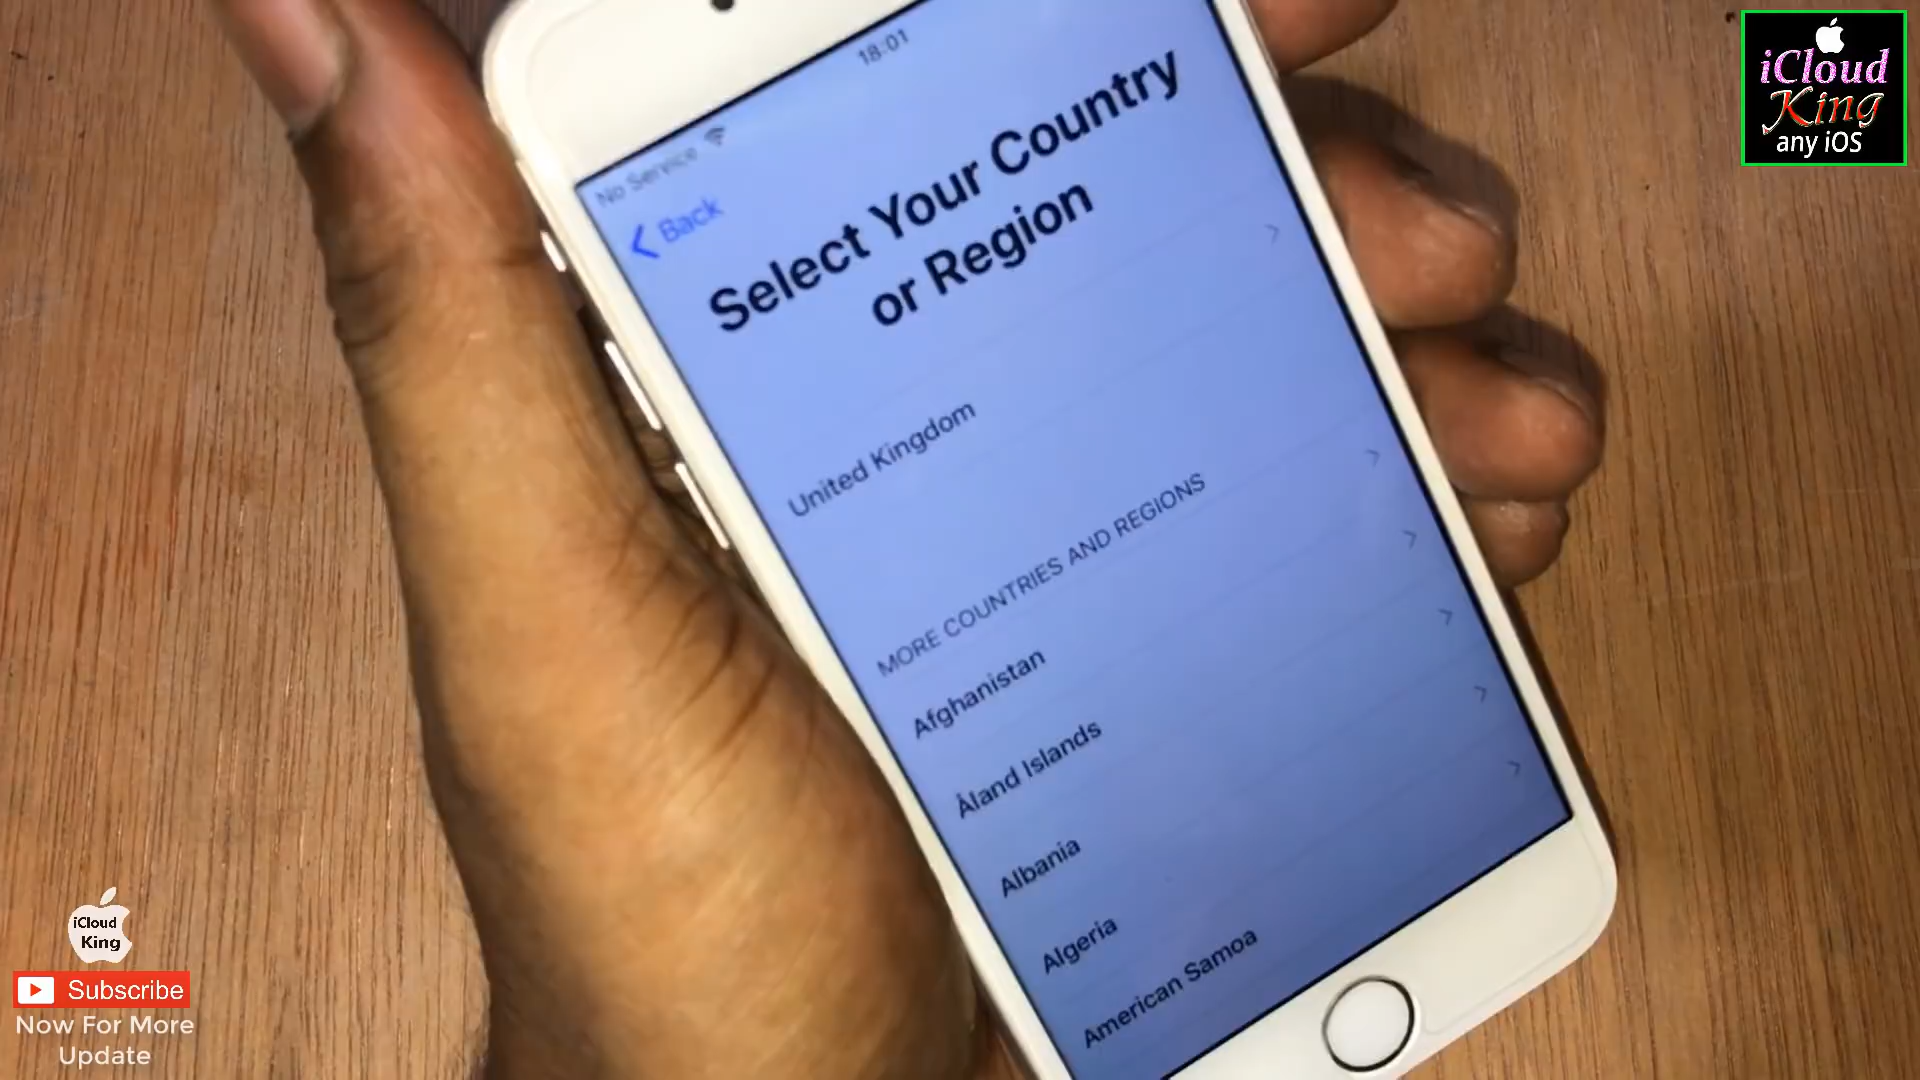 18:01
No Service
Back
Select Your Country
or Region
United Kingdom
MORE COUNTRIES AND REGIONS
Afghanistan
Åland Islands
Albania
Algeria
American Samoa
iCloud
King
any iOS
iCloud
King
Subscribe
Now For More
Update